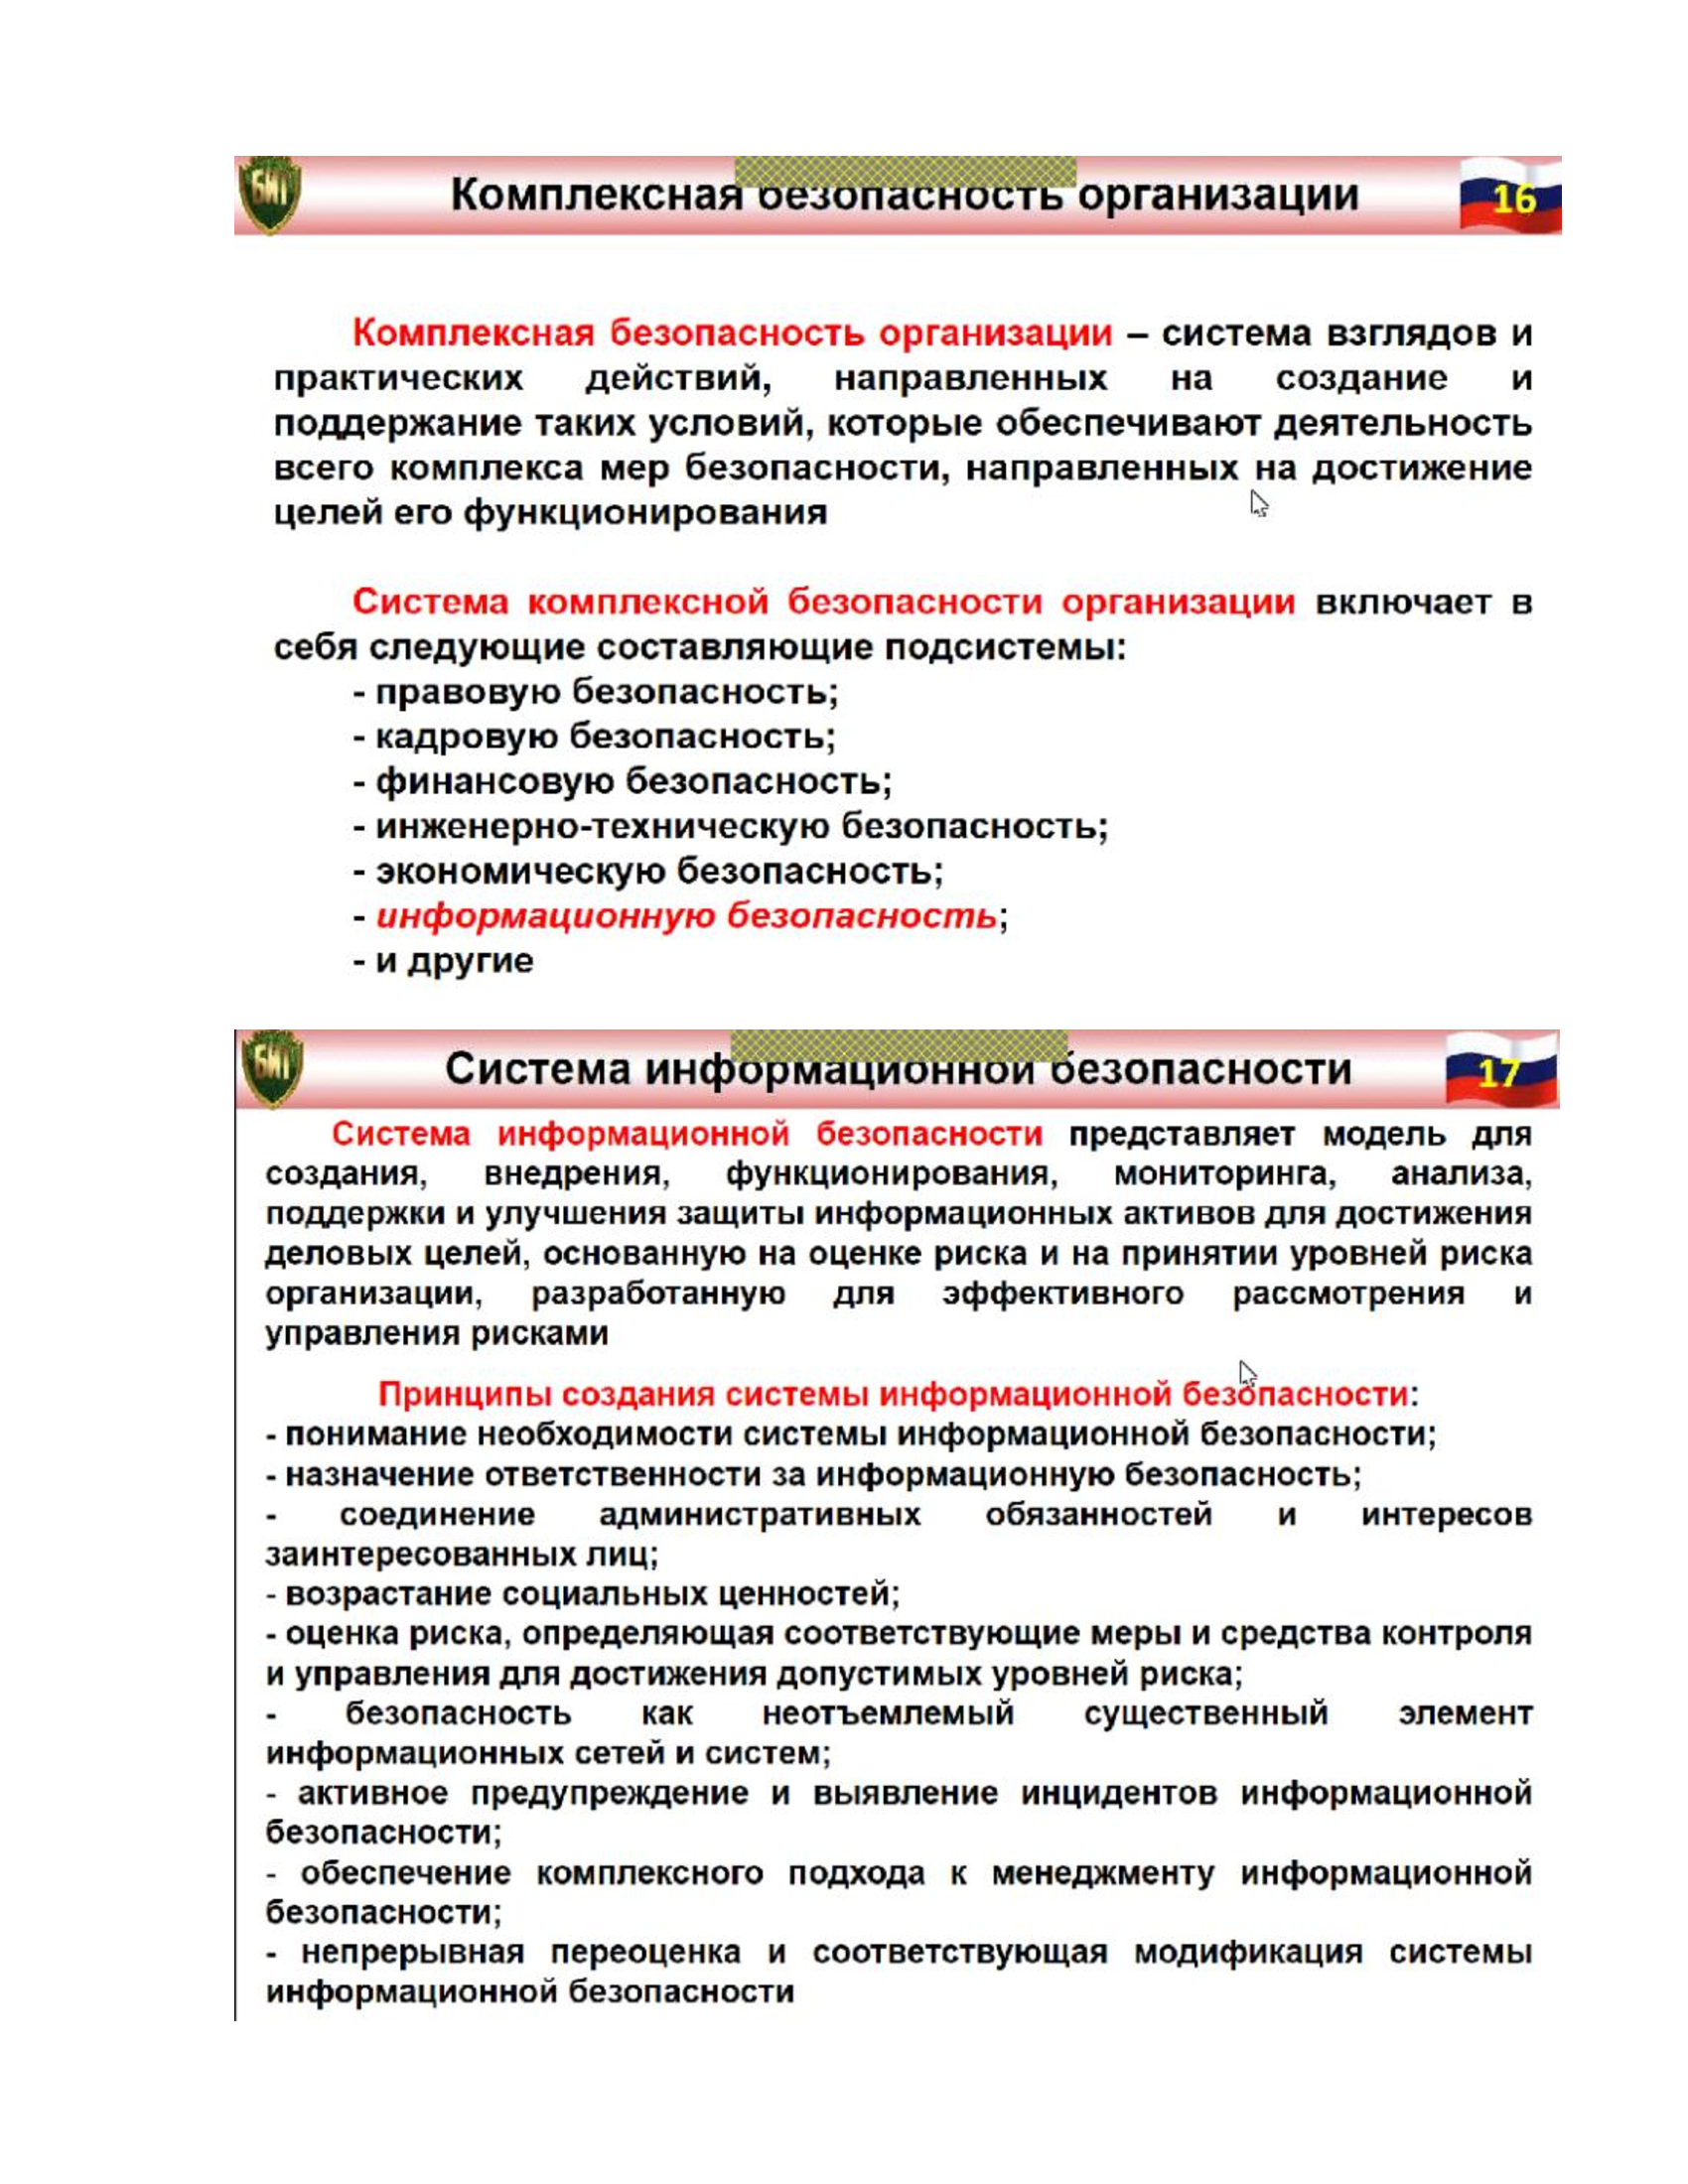 БИТ
Комплексная безопасность организации
16
Комплексная безопасность организации – система взглядов и
практических действий, направленных на создание и
поддержание таких условий, которые обеспечивают деятельность
всего комплекса мер безопасности, направленных на достижение
целей его функционирования
Система комплексной безопасности организации включает в
себя следующие составляющие подсистемы:
- правовую безопасность;
- кадровую безопасность;
- финансовую безопасность;
- инженерно-техническую безопасность;
- экономическую безопасность;
- информационную безопасность;
- и другие
БИТ
Система информационной безопасности
17
Система информационной безопасности представляет модель для
создания, внедрения, функционирования, мониторинга, анализа,
поддержки и улучшения защиты информационных активов для достижения
деловых целей, основанную на оценке риска и на принятии уровней риска
организации, разработанную для эффективного рассмотрения и
управления рисками
Принципы создания системы информационной безопасности:
- понимание необходимости системы информационной безопасности;
- назначение ответственности за информационную безопасность;
- соединение административных обязанностей и интересов
заинтересованных лиц;
- возрастание социальных ценностей;
- оценка риска, определяющая соответствующие меры и средства контроля
и управления для достижения допустимых уровней риска;
- безопасность как неотъемлемый существенный элемент
информационных сетей и систем;
- активное предупреждение и выявление инцидентов информационной
безопасности;
- обеспечение комплексного подхода к менеджменту информационной
безопасности;
- непрерывная переоценка и соответствующая модификация системы
информационной безопасности